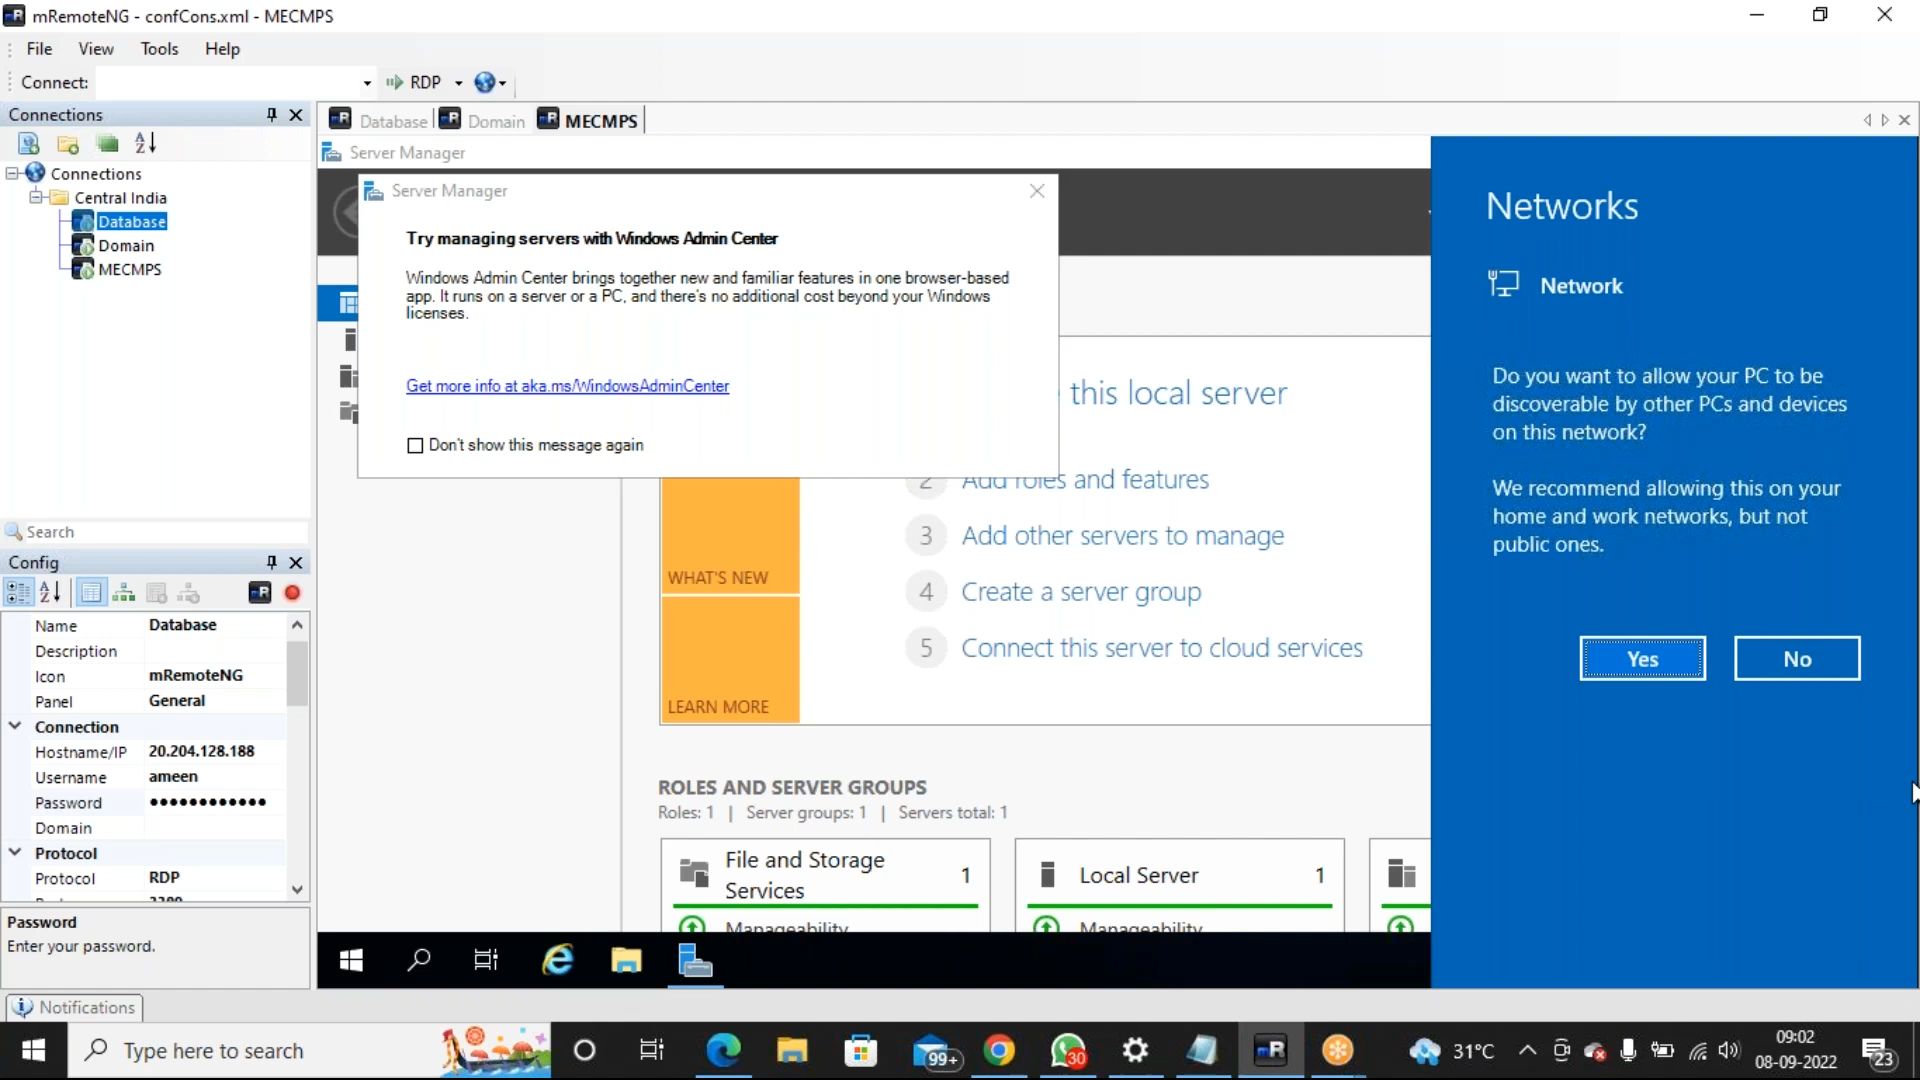 mRemoteNG - confCons.xml - MECMPS
File View Tools Help
Connect: RDP
Connections
Connections
Central India
Database
Domain
MECMPS
Search
Config
Name Database
Description
Icon mRemoteNG
Panel General
Connection
Hostname/IP 20.204.128.188
Username ameen
Password ●●●●●●●●●●●●
Domain
Protocol
Protocol RDP
Password
Enter your password.
Notifications
Database Domain MECMPS
Server Manager
Server Manager
Try managing servers with Windows Admin Center
Windows Admin Center brings together new and familiar features in one browser-based
app. It runs on a server or a PC, and there's no additional cost beyond your Windows
licenses.
Get more info at aka.ms/WindowsAdminCenter
Don't show this message again
this local server
2 Add roles and features
3 Add other servers to manage
4 Create a server group
5 Connect this server to cloud services
WHAT'S NEW
LEARN MORE
ROLES AND SERVER GROUPS
Roles: 1 | Server groups: 1 | Servers total: 1
File and Storage
Services
1
Manageability
Local Server 1
Manageability
Networks
Network
Do you want to allow your PC to be
discoverable by other PCs and devices
on this network?
We recommend allowing this on your
home and work networks, but not
public ones.
Yes No
Type here to search
99+
30
31°C
09:02
08-09-2022
23